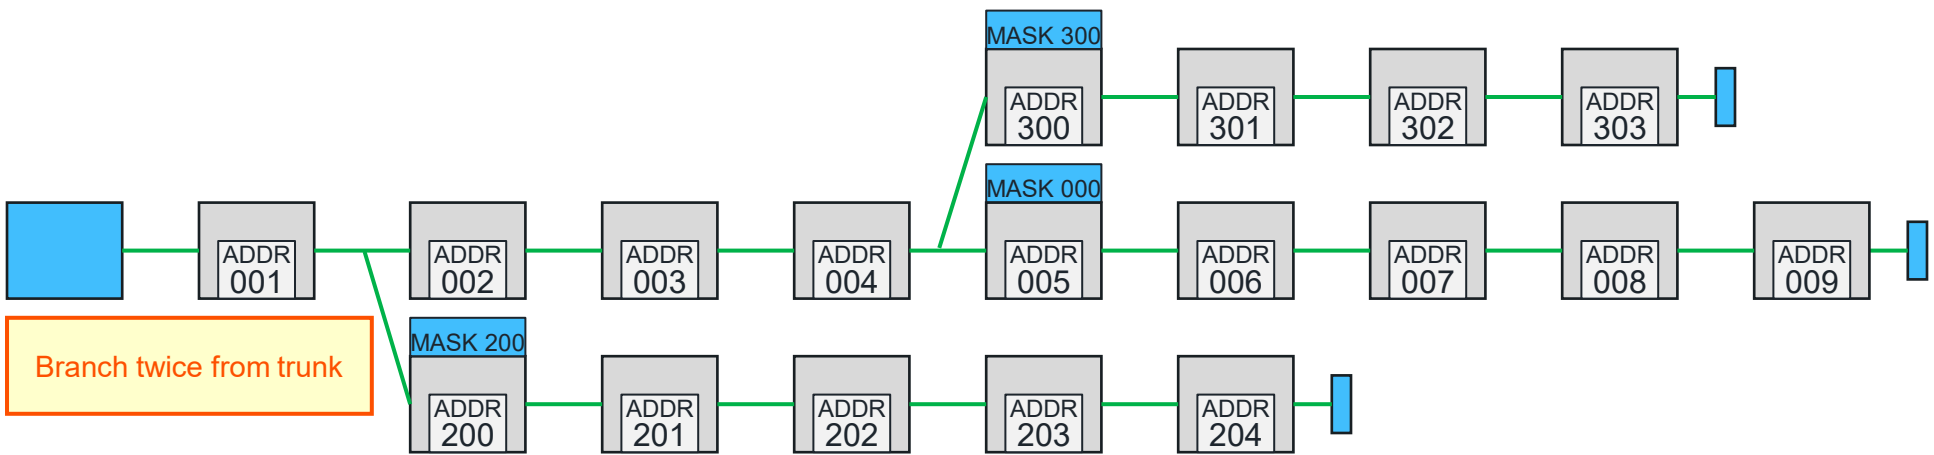 MASK 300
ADDR
300
ADDR
301
ADDR
302
ADDR
303
MASK 000
ADDR
001
ADDR
002
ADDR
003
ADDR
004
ADDR
005
ADDR
006
ADDR
007
ADDR
008
ADDR
009
Branch twice from trunk
MASK 200
ADDR
200
ADDR
201
ADDR
202
ADDR
203
ADDR
204